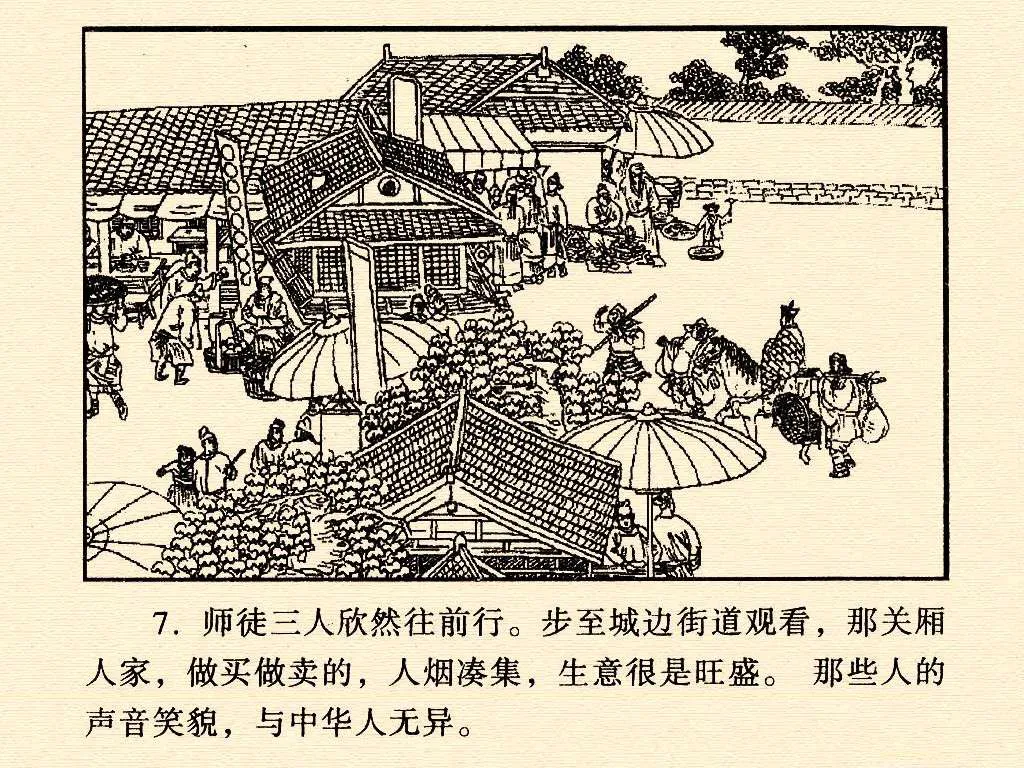 7. 师徒三人欣然往前行。步至城边街道观看，那关厢
人家，做买做卖的，人烟凑集，生意很是旺盛。 那些人的
声音笑貌，与中华人无异。